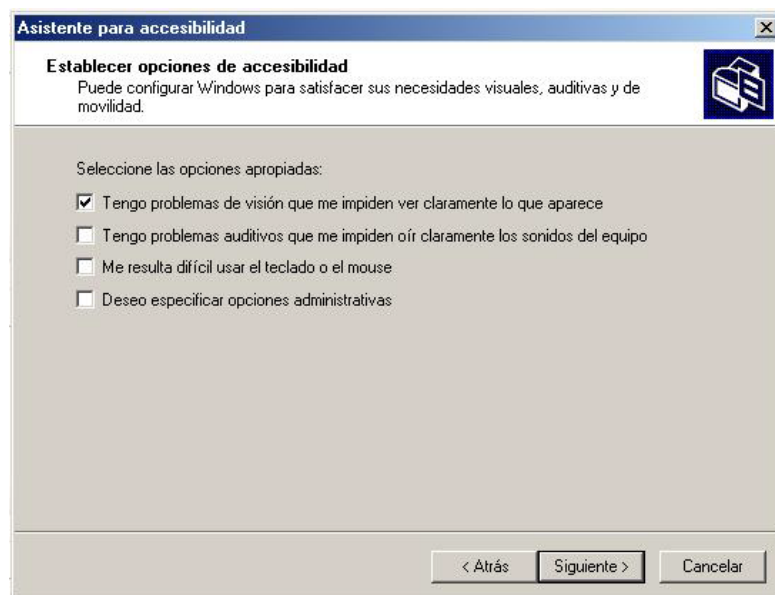 Asistente para accesibilidad
Establecer opciones de accesibilidad
Puede configurar Windows para satisfacer sus necesidades visuales, auditivas y de
movilidad.
Seleccione las opciones apropiadas:
Tengo problemas de visión que me impiden ver claramente lo que aparece
Tengo problemas auditivos que me impiden oír claramente los sonidos del equipo
Me resulta difícil usar el teclado o el mouse
Deseo especificar opciones administrativas
< Atrás
Siguiente >
Cancelar